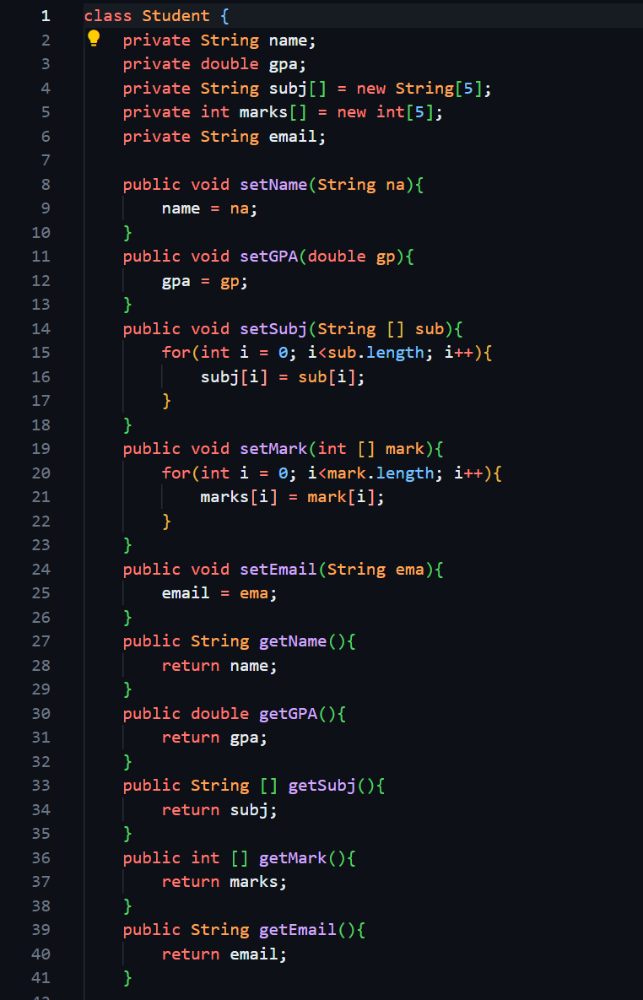 1 class Student {
2 private String name;
3 private double gpa;
4 private String subj[] = new String[5];
5 private int marks[] = new int[5];
6 private String email;
7
8 public void setName(String na){
9 name = na;
10 }
11 public void setGPA(double gp){
12 gpa = gp;
13 }
14 public void setSubj(String [] sub){
15 for(int i = 0; i<sub.length; i++){
16 subj[i] = sub[i];
17 }
18 }
19 public void setMark(int [] mark){
20 for(int i = 0; i<mark.length; i++){
21 marks[i] = mark[i];
22 }
23 }
24 public void setEmail(String ema){
25 email = ema;
26 }
27 public String getName(){
28 return name;
29 }
30 public double getGPA(){
31 return gpa;
32 }
33 public String [] getSubj(){
34 return subj;
35 }
36 public int [] getMark(){
37 return marks;
38 }
39 public String getEmail(){
40 return email;
41 }